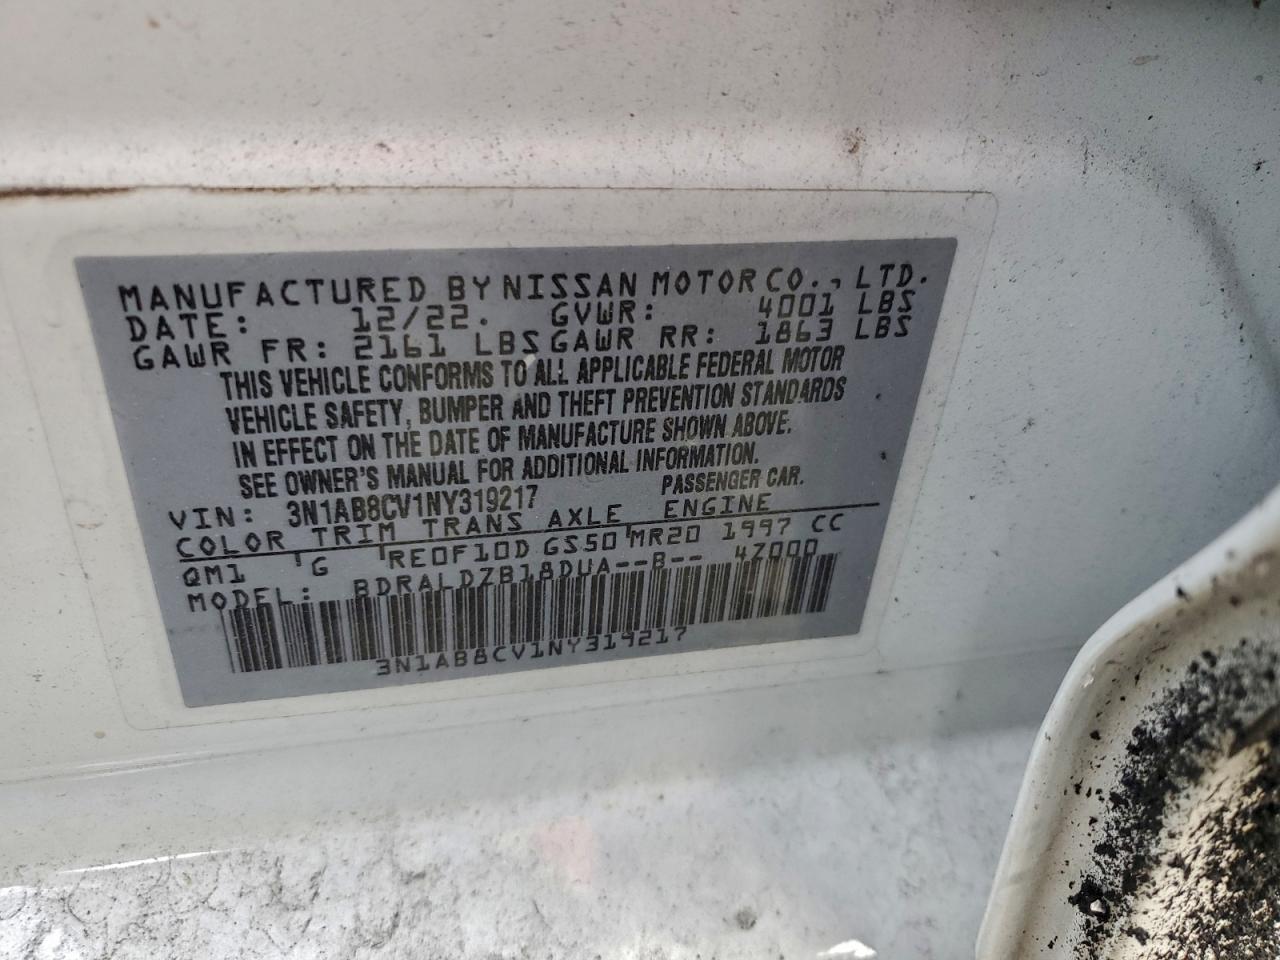 MANUFACTURED BY NISSAN MOTOR CO., LTD.
DATE: 12/22. GVWR: 4001 LBS
GAWR FR: 2161 LBS GAWR RR: 1863 LBS
THIS VEHICLE CONFORMS TO ALL APPLICABLE FEDERAL MOTOR
VEHICLE SAFETY, BUMPER AND THEFT PREVENTION STANDARDS
IN EFFECT ON THE DATE OF MANUFACTURE SHOWN ABOVE.
SEE OWNER'S MANUAL FOR ADDITIONAL INFORMATION.
VIN: 3N1AB8CV1NY319217 PASSENGER CAR.
COLOR TRIM TRANS AXLE ENGINE
QM1 G RE0F10D GS50 MR20 1997 CC
MODEL: BDRALDZB18DUA--B-- 4Z000
3N1AB8CV1NY319217